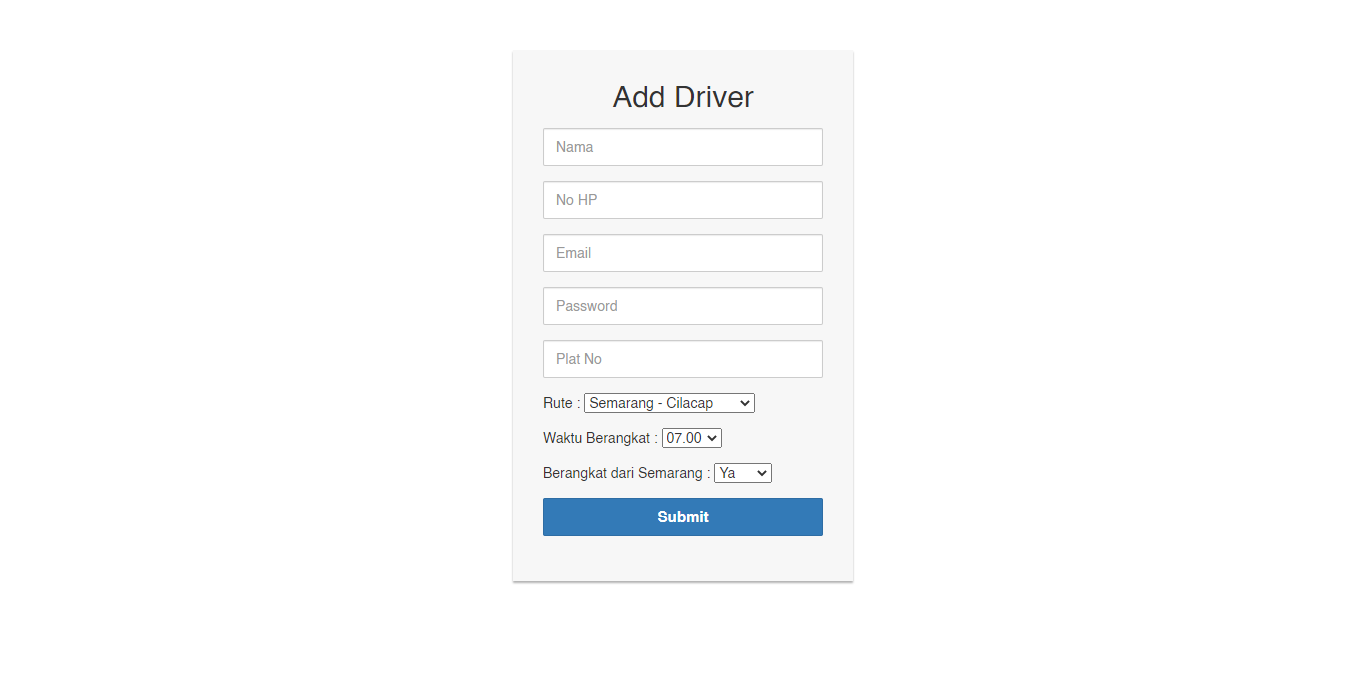 Add Driver
Nama
No HP
Email
Password
Plat No
Rute : Semarang - Cilacap
Waktu Berangkat : 07.00
Berangkat dari Semarang : Ya
Submit